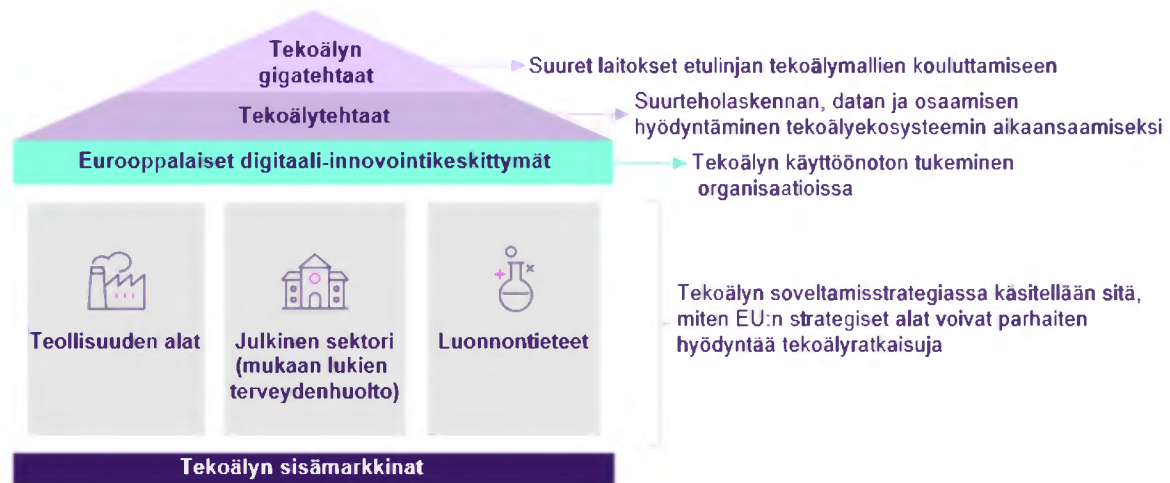 Tekoälyn
gigatehtaat
Suuret laitokset etulinjan tekoälymallien kouluttamiseen
Tekoälytehtaat
Suurteholaskennan, datan ja osaamisen
hyödyntäminen tekoälyekosysteemin aikaansaamiseksi
Eurooppalaiset digitaali-innovointikeskittymät
Tekoälyn käyttöönoton tukeminen
organisaatioissa
Teollisuuden alat
Julkinen sektori
(mukaan lukien
terveydenhuolto)
Luonnontieteet
Tekoälyn soveltamisstrategiassa käsitellään sitä,
miten EU:n strategiset alat voivat parhaiten
hyödyntää tekoälyratkaisuja
Tekoälyn sisämarkkinat